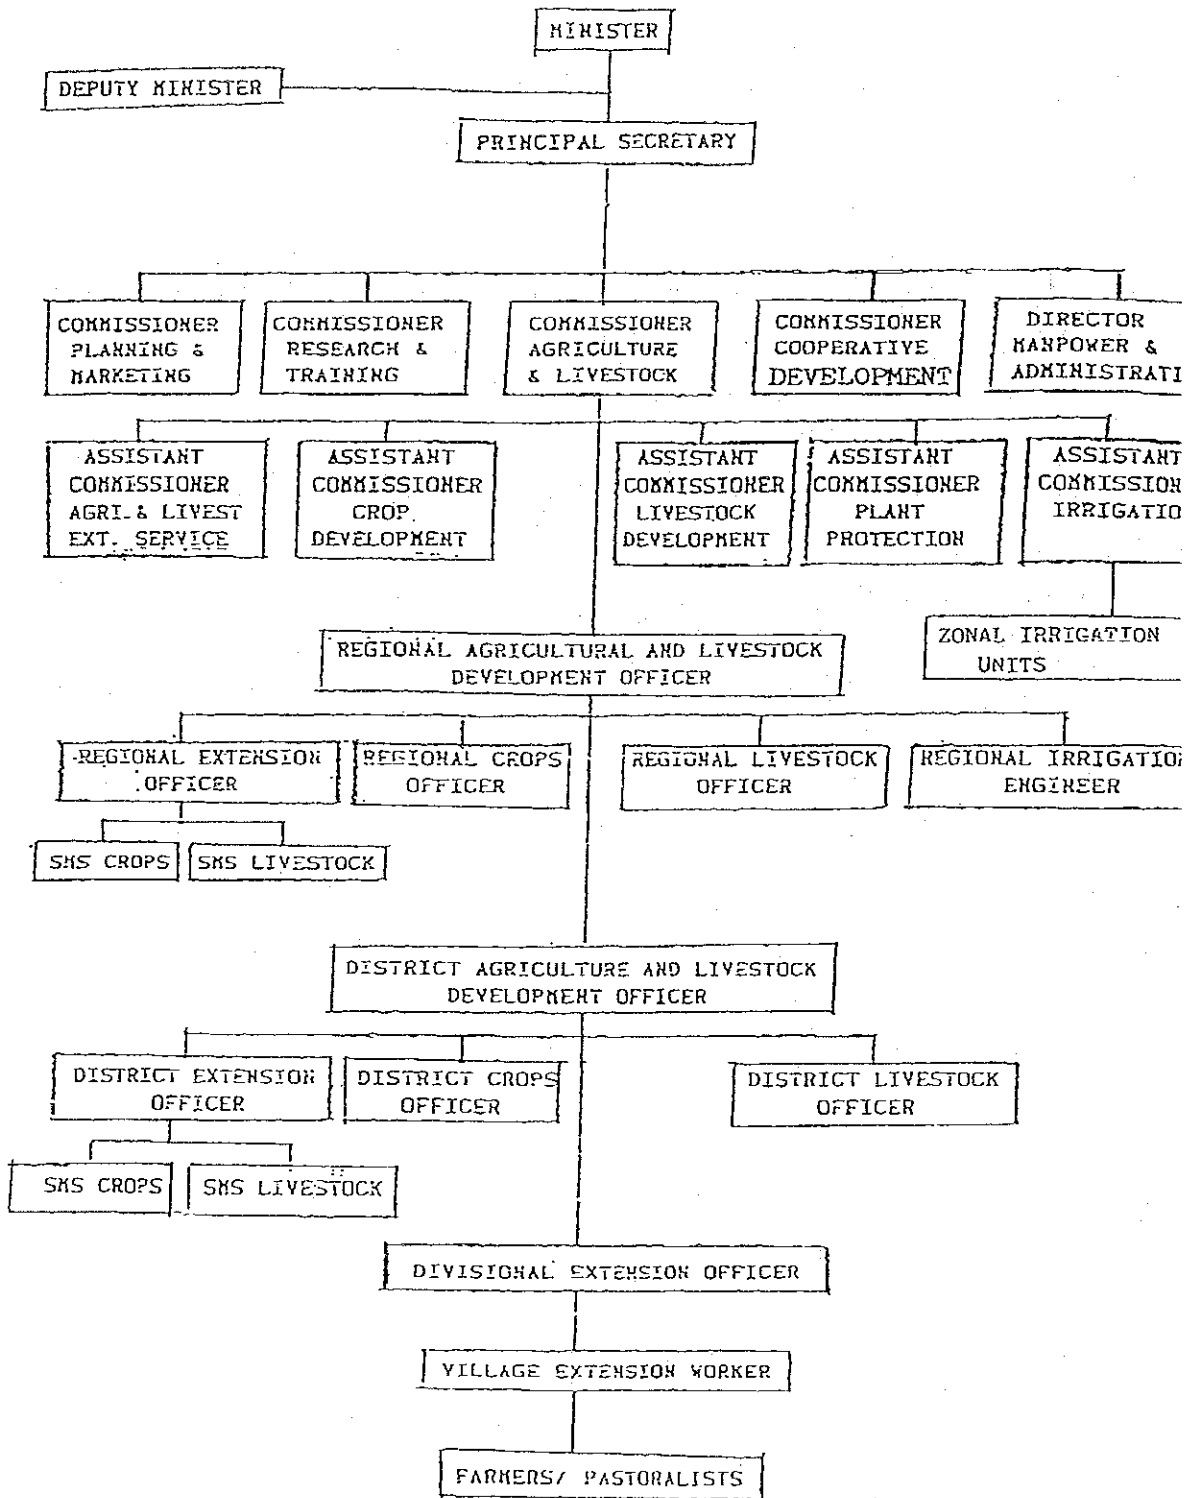 MINISTER
DEPUTY MINISTER
PRINCIPAL SECRETARY
COMMISSIONER
PLANNING &
MARKETING
COMMISSIONER
RESEARCH &
TRAINING
COMMISSIONER
AGRICULTURE
& LIVESTOCK
COMMISSIONER
COOPERATIVE
DEVELOPMENT
DIRECTOR
MANPOWER &
ADMINISTRATI
ASSISTANT
COMMISSIONER
AGRI. & LIVEST
EXT. SERVICE
ASSISTANT
COMMISSIONER
CROP.
DEVELOPMENT
ASSISTANT
COMMISSIONER
LIVESTOCK
DEVELOPMENT
ASSISTANT
COMMISSIONER
PLANT
PROTECTION
ASSISTANT
COMMISSION
IRRIGATIO
ZONAL IRRIGATION
UNITS
REGIONAL AGRICULTURAL AND LIVESTOCK
DEVELOPMENT OFFICER
REGIONAL EXTENSION
OFFICER
REGIONAL CROPS
OFFICER
REGIONAL LIVESTOCK
OFFICER
REGIONAL IRRIGATION
ENGINEER
SMS CROPS
SMS LIVESTOCK
DISTRICT AGRICULTURE AND LIVESTOCK
DEVELOPMENT OFFICER
DISTRICT EXTENSION
OFFICER
DISTRICT CROPS
OFFICER
DISTRICT LIVESTOCK
OFFICER
SMS CROPS
SMS LIVESTOCK
DIVISIONAL EXTENSION OFFICER
VILLAGE EXTENSION WORKER
FARMERS/ PASTORALISTS